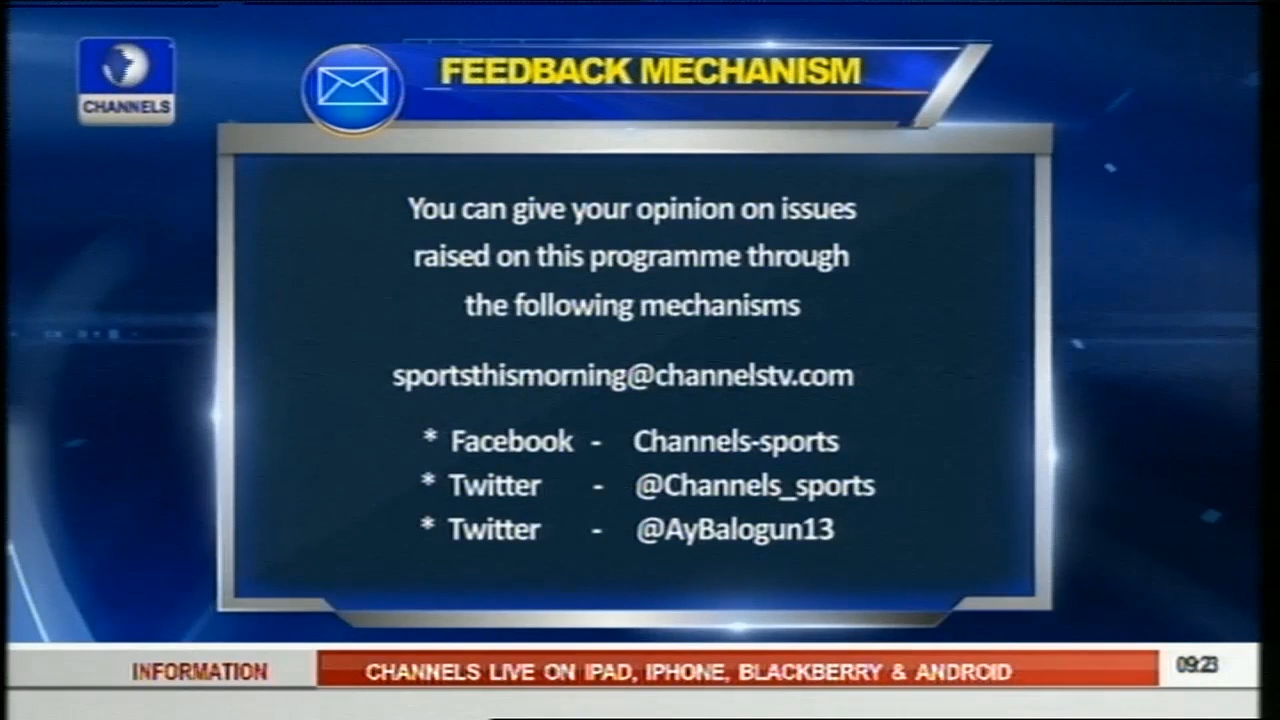 CHANNELS
FEEDBACK MECHANISM
You can give your opinion on issues
raised on this programme through
the following mechanisms
sportsthismorning@channelstv.com
* Facebook - Channels-sports
* Twitter - @Channels_sports
* Twitter - @AyBalogun13
INFORMATION CHANNELS LIVE ON IPAD, IPHONE, BLACKBERRY & ANDROID 09:23